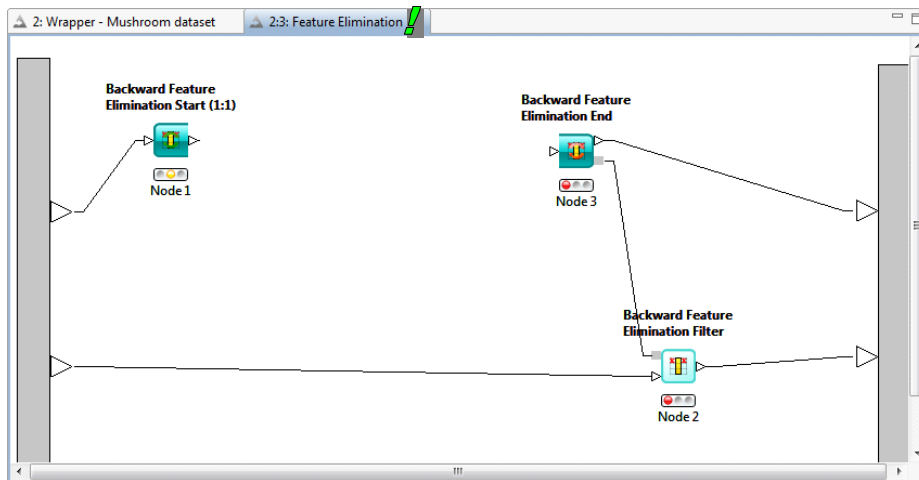 2: Wrapper - Mushroom dataset
2:3: Feature Elimination
Backward Feature
Elimination Start (1:1)
Node 1
Backward Feature
Elimination End
Node 3
Backward Feature
Elimination Filter
Node 2